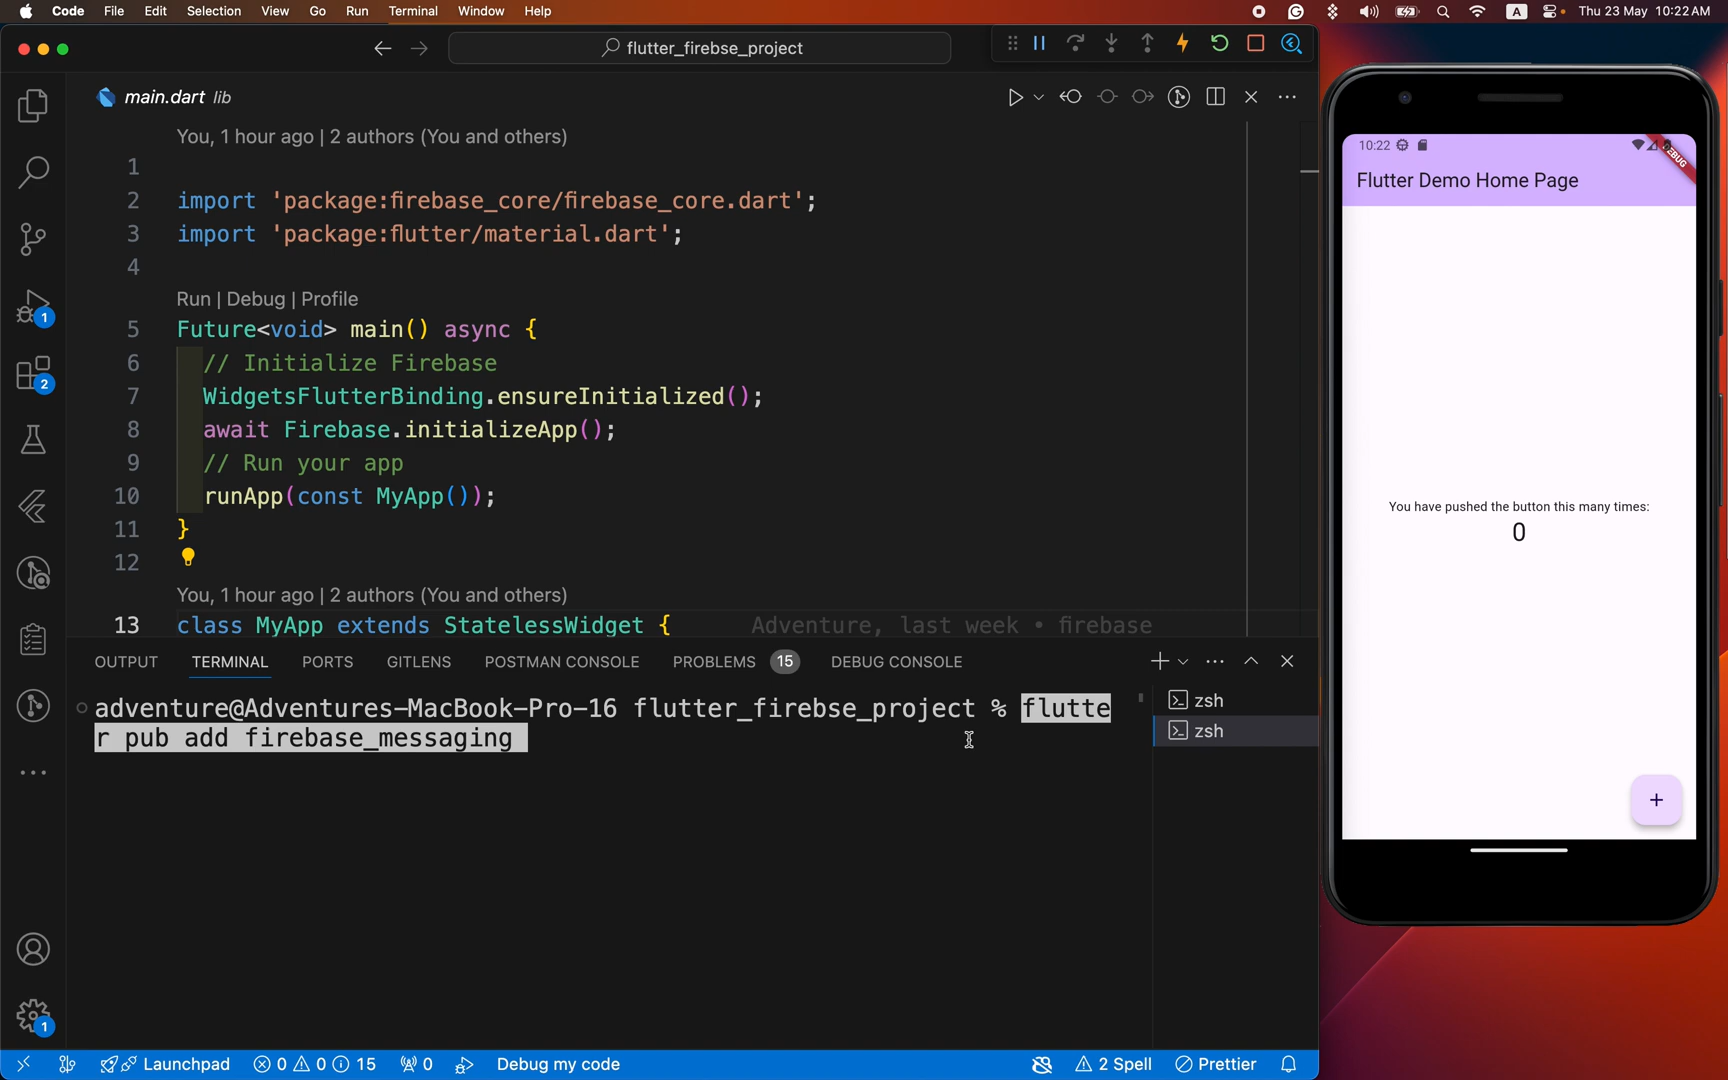 Code File Edit Selection View Go Run Terminal Window Help
A Thu 23 May 10:22 AM
flutter_firebse_project
main.dart lib
You, 1 hour ago | 2 authors (You and others)
1
2 import 'package:firebase_core/firebase_core.dart';
3 import 'package:flutter/material.dart';
4
Run | Debug | Profile
5 Future<void> main() async {
6 // Initialize Firebase
7 WidgetsFlutterBinding.ensureInitialized();
8 await Firebase.initializeApp();
9 // Run your app
10 runApp(const MyApp());
11 }
12
You, 1 hour ago | 2 authors (You and others)
13 class MyApp extends StatelessWidget { Adventure, last week • firebase
1
2
1
OUTPUT TERMINAL PORTS GITLENS POSTMAN CONSOLE PROBLEMS 15 DEBUG CONSOLE
adventure@Adventures-MacBook-Pro-16 flutter_firebse_project % flutte
r pub add firebase_messaging
zsh
zsh
Launchpad 0 0 15 0 Debug my code 2 Spell Prettier
10:22
DEBUG
Flutter Demo Home Page
You have pushed the button this many times:
0
+